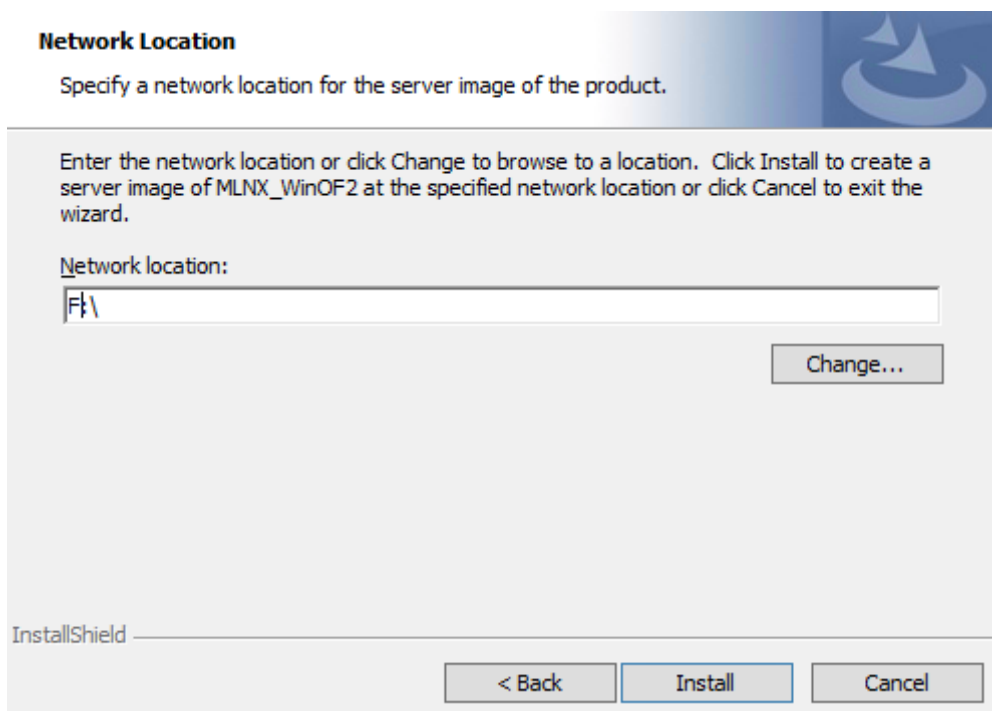 Network Location
Specify a network location for the server image of the product.
Enter the network location or click Change to browse to a location.  Click Install to create a
server image of MLNX_WinOF2 at the specified network location or click Cancel to exit the
wizard.
Network location:
F:\
Change...
InstallShield
< Back
Install
Cancel